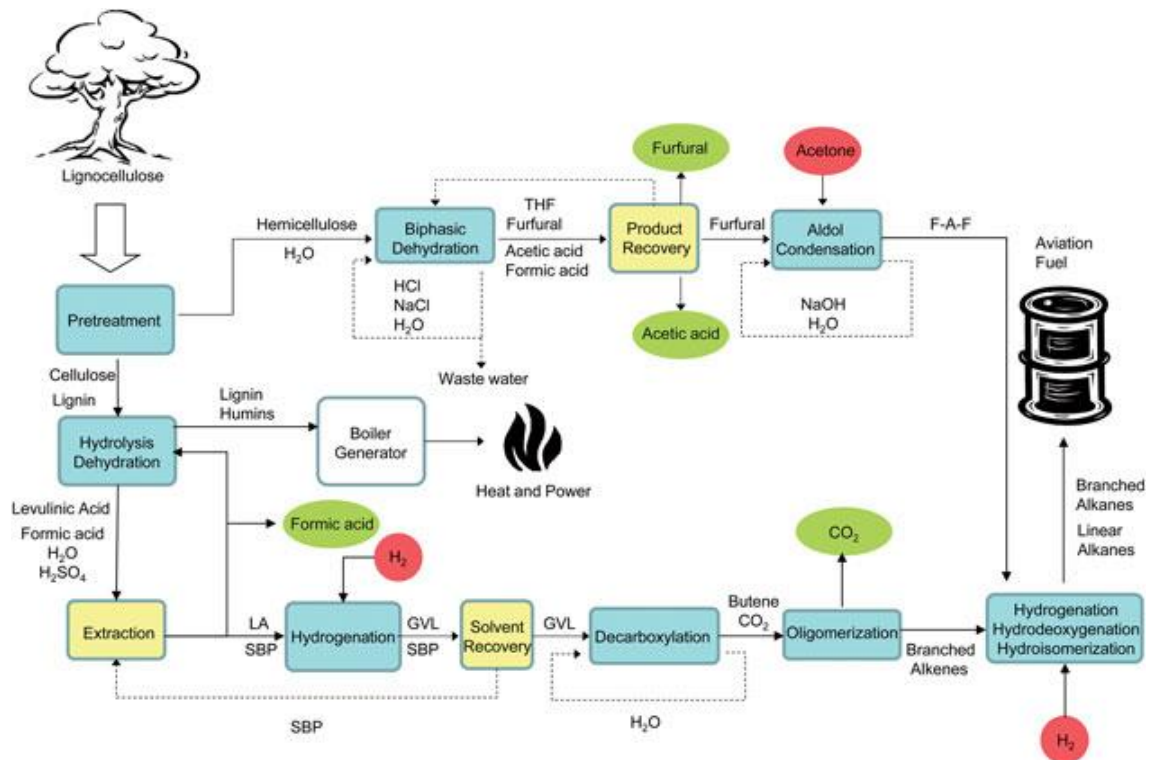 Lignocellulose
Pretreatment
Hemicellulose
H₂O
Biphasic
Dehydration
HCl
NaCl
H₂O
Waste water
THF
Furfural
Acetic acid
Formic acid
Product
Recovery
Furfural
Acetic acid
Furfural
Acetone
Aldol
Condensation
NaOH
H₂O
F-A-F
Aviation
Fuel
Cellulose
Lignin
Hydrolysis
Dehydration
Lignin
Humins
Boiler
Generator
Heat and Power
Levulinic Acid
Formic acid
H₂O
H₂SO₄
Formic acid
H₂
Extraction
LA
SBP
Hydrogenation
GVL
SBP
Solvent
Recovery
GVL
Decarboxylation
Butene
CO₂
CO₂
Oligomerization
Branched
Alkenes
Branched
Alkanes
Linear
Alkanes
Hydrogenation
Hydrodeoxygenation
Hydroisomerization
SBP
H₂O
H₂